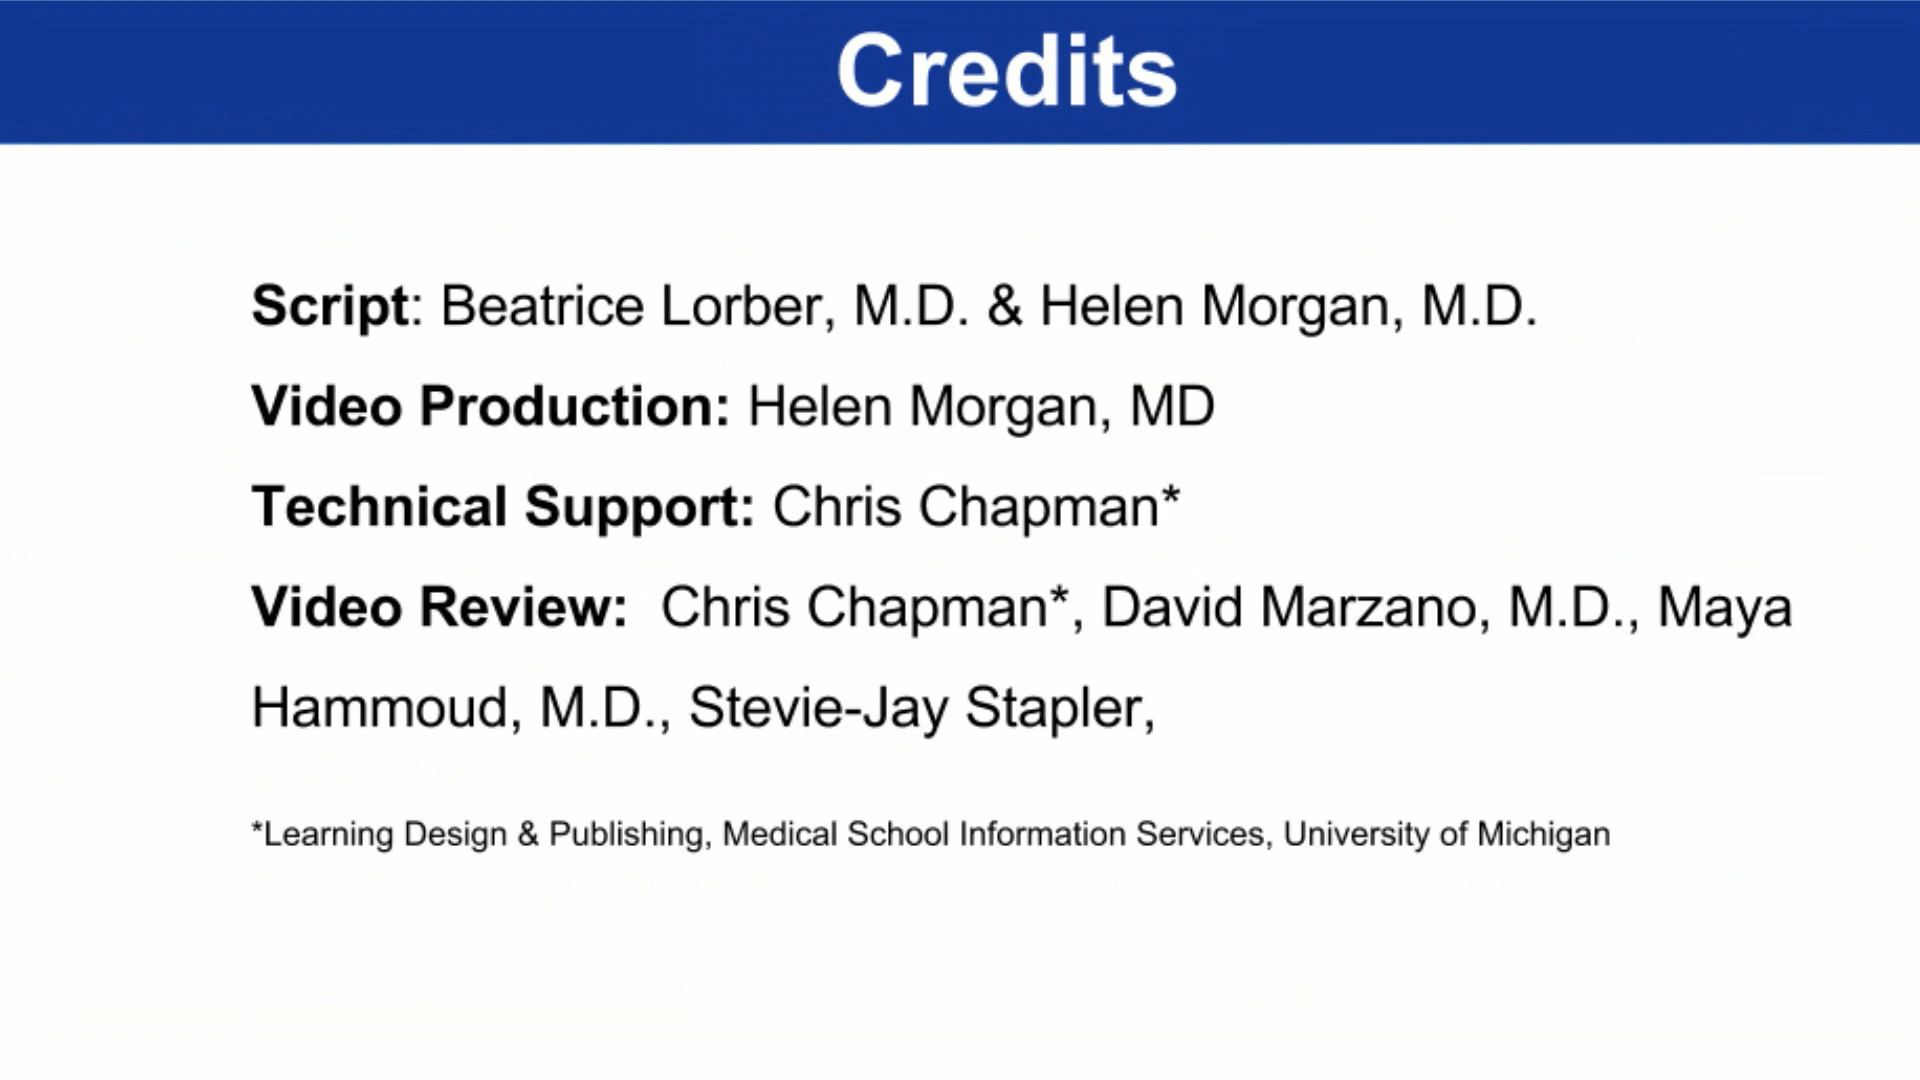 Credits
Script: Beatrice Lorber, M.D. & Helen Morgan, M.D.
Video Production: Helen Morgan, MD
Technical Support: Chris Chapman*
Video Review:  Chris Chapman*, David Marzano, M.D., Maya
Hammoud, M.D., Stevie-Jay Stapler,
*Learning Design & Publishing, Medical School Information Services, University of Michigan